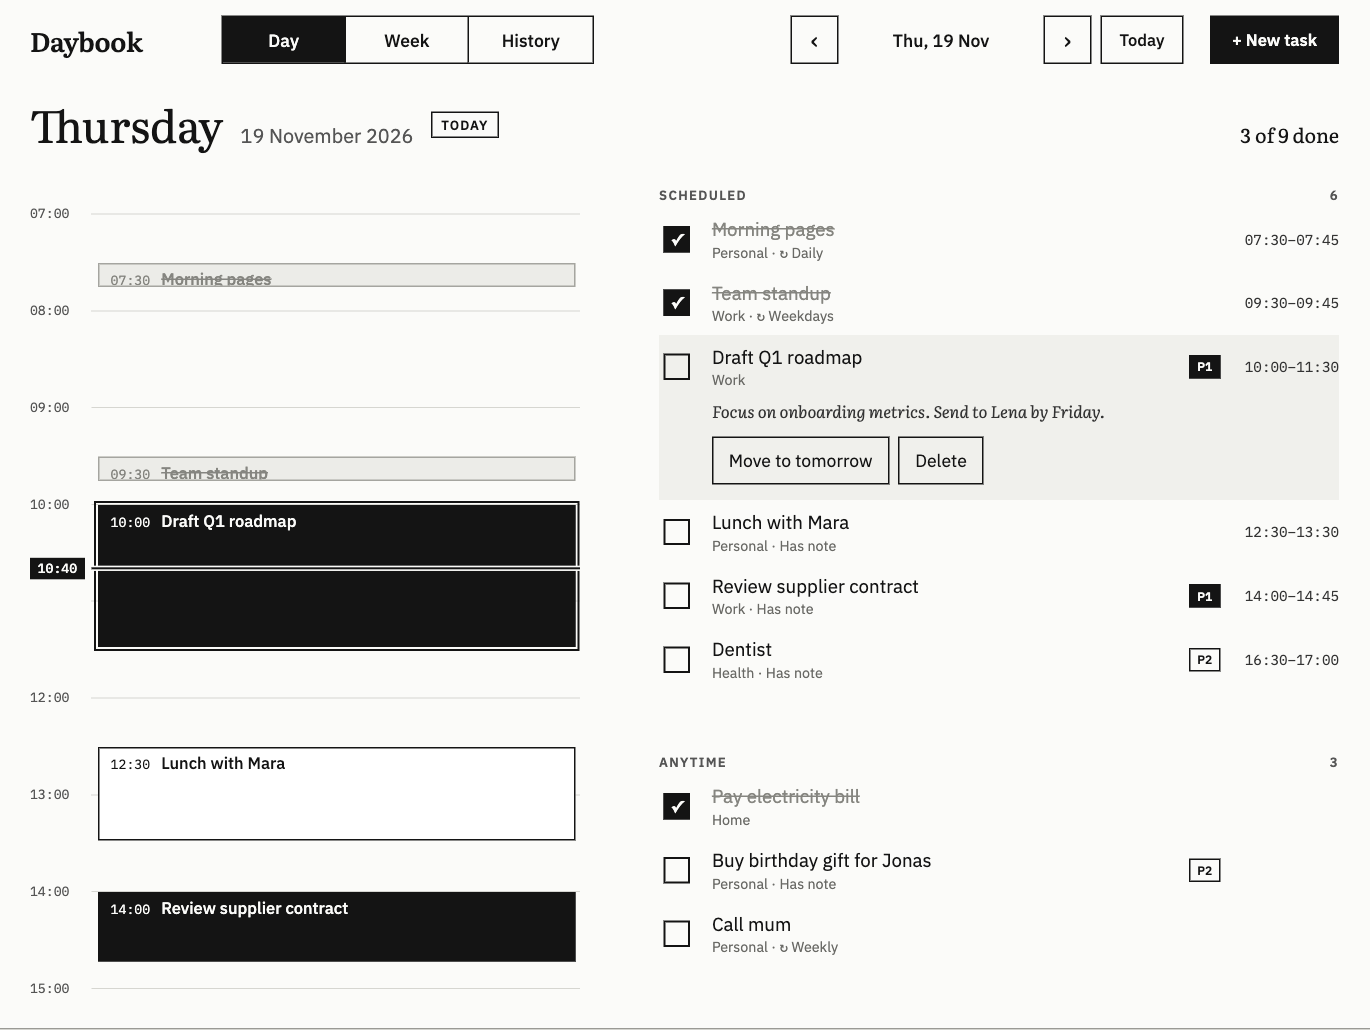 Daybook
Day
Week
History
‹
Thu, 19 Nov
›
Today
+ New task
Thursday 19 November 2026 TODAY
3 of 9 done
07:00
07:30 Morning pages
08:00
09:00
09:30 Team standup
10:00
10:00 Draft Q1 roadmap
10:40
12:00
12:30 Lunch with Mara
13:00
14:00
14:00 Review supplier contract
15:00
SCHEDULED 6
✓ Morning pages 07:30–07:45
Personal · ↻ Daily
✓ Team standup 09:30–09:45
Work · ↻ Weekdays
Draft Q1 roadmap P1 10:00–11:30
Work
Focus on onboarding metrics. Send to Lena by Friday.
Move to tomorrow
Delete
Lunch with Mara 12:30–13:30
Personal · Has note
Review supplier contract P1 14:00–14:45
Work · Has note
Dentist P2 16:30–17:00
Health · Has note
ANYTIME 3
✓ Pay electricity bill
Home
Buy birthday gift for Jonas P2
Personal · Has note
Call mum
Personal · ↻ Weekly